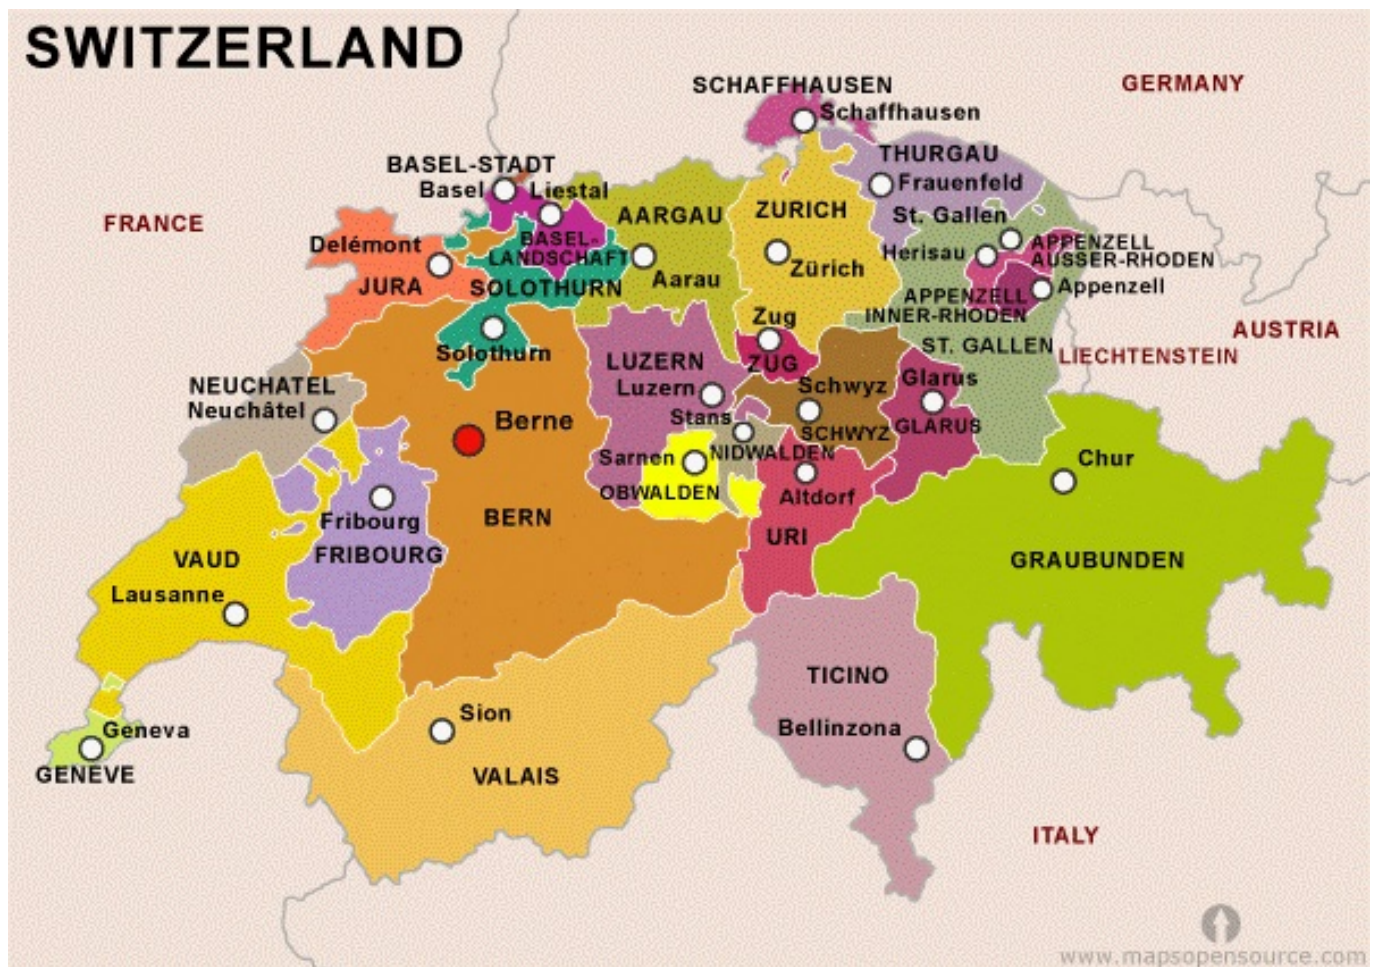 SWITZERLAND
SCHAFFHAUSEN
GERMANY
Schaffhausen
THURGAU
BASEL-STADT
Basel
Liestal
Frauenfeld
FRANCE
AARGAU
ZURICH
St. Gallen
Delémont
BASEL-
LANDSCHAFT
Herisau
APPENZELL
AUSSER-RHODEN
JURA
SOLOTHURN
Aarau
Zürich
Appenzell
APPENZELL
INNER-RHODEN
Zug
AUSTRIA
Solothurn
LUZERN
ZUG
ST. GALLEN
LIECHTENSTEIN
NEUCHATEL
Neuchâtel
Luzern
Schwyz
Glarus
Berne
Stans
SCHWYZ
GLARUS
Sarnen
NIDWALDEN
Chur
OBWALDEN
Altdorf
Fribourg
BERN
URI
FRIBOURG
VAUD
GRAUBUNDEN
Lausanne
TICINO
Sion
Geneva
Bellinzona
GENEVE
VALAIS
ITALY
www.mapsopensource.com